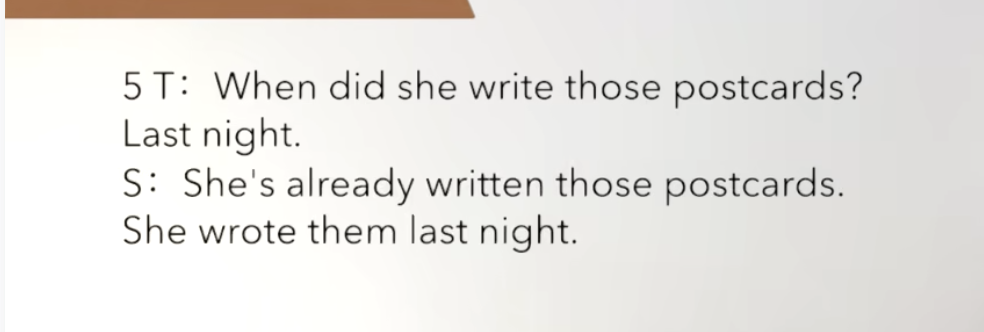 5 T: When did she write those postcards?
Last night.
S: She's already written those postcards.
She wrote them last night.